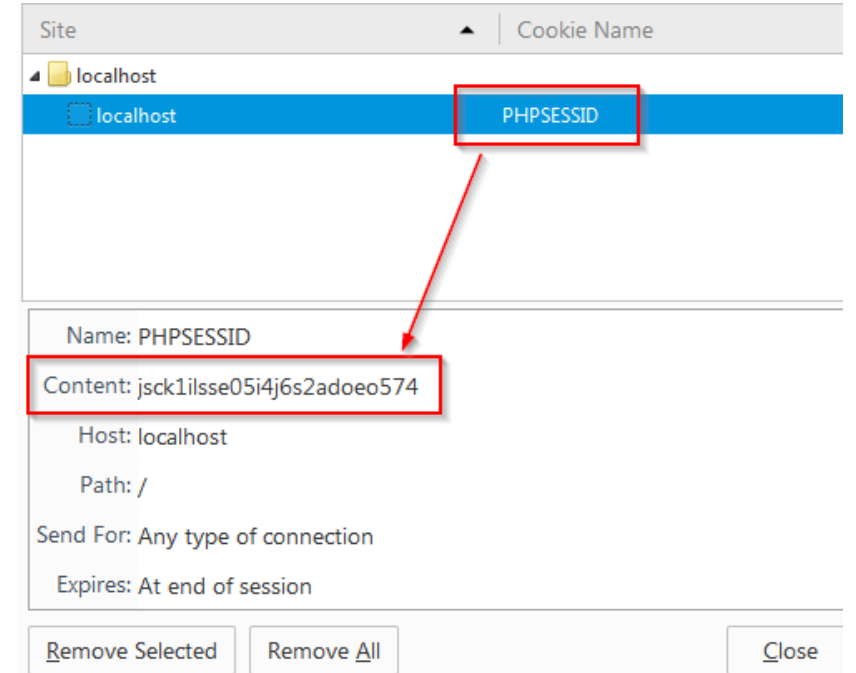 Site Cookie Name
localhost
localhost PHPSESSID
Name: PHPSESSID
Content: jsck1ilsse05i4j6s2adoeo574
Host: localhost
Path: /
Send For: Any type of connection
Expires: At end of session
Remove Selected Remove All Close